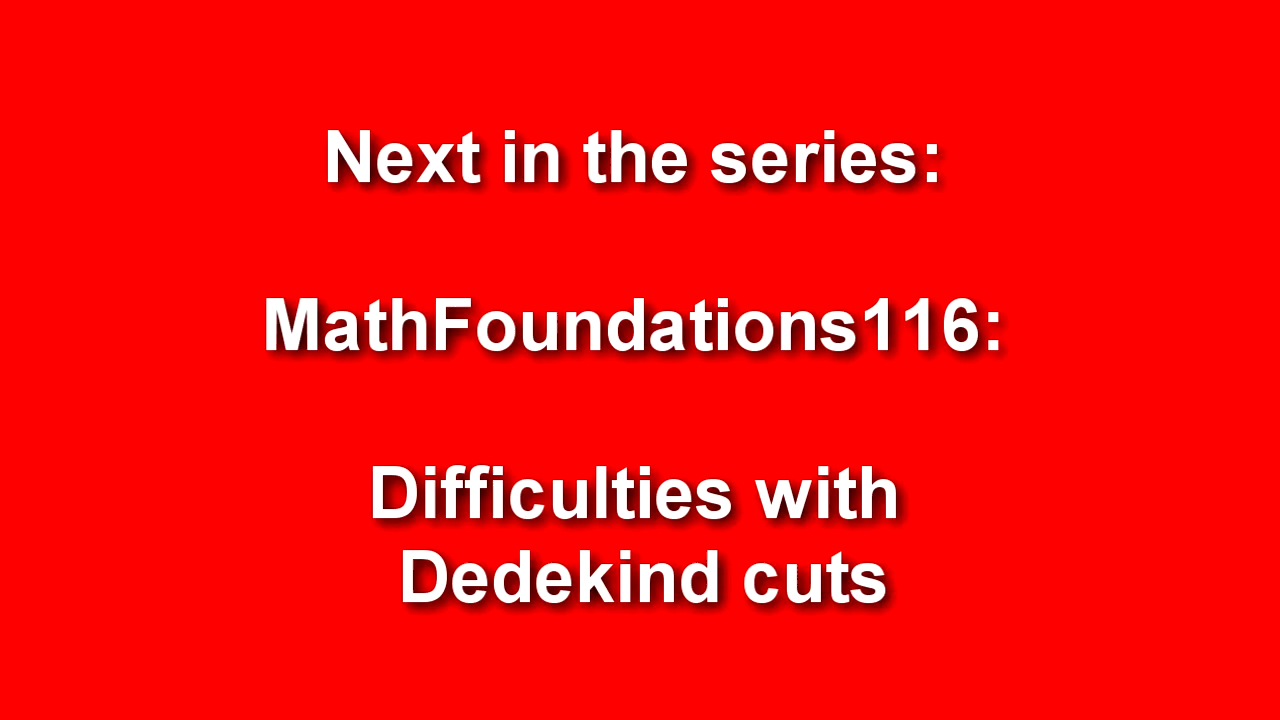 Next in the series:
MathFoundations116:
Difficulties with
Dedekind cuts